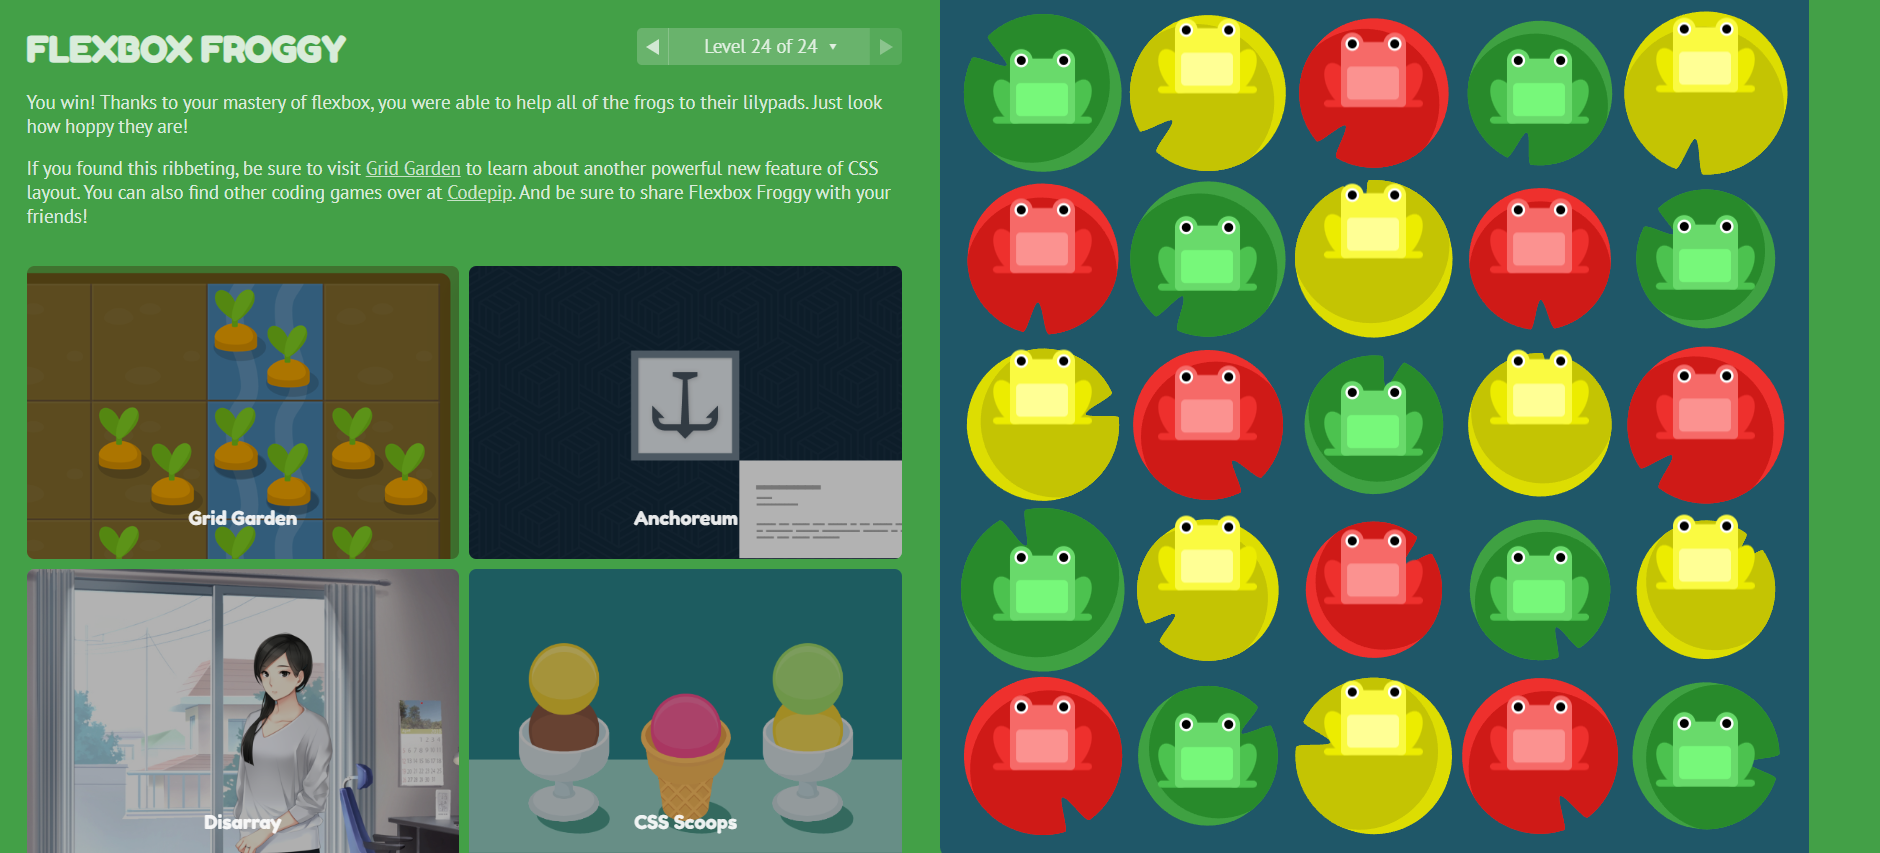 FLEXBOX FROGGY
Level 24 of 24
You win! Thanks to your mastery of flexbox, you were able to help all of the frogs to their lilypads. Just look
how hoppy they are!
If you found this ribbeting, be sure to visit Grid Garden to learn about another powerful new feature of CSS
layout. You can also find other coding games over at Codepip. And be sure to share Flexbox Froggy with your
friends!
Grid Garden
Anchoreum
Disarray
CSS Scoops